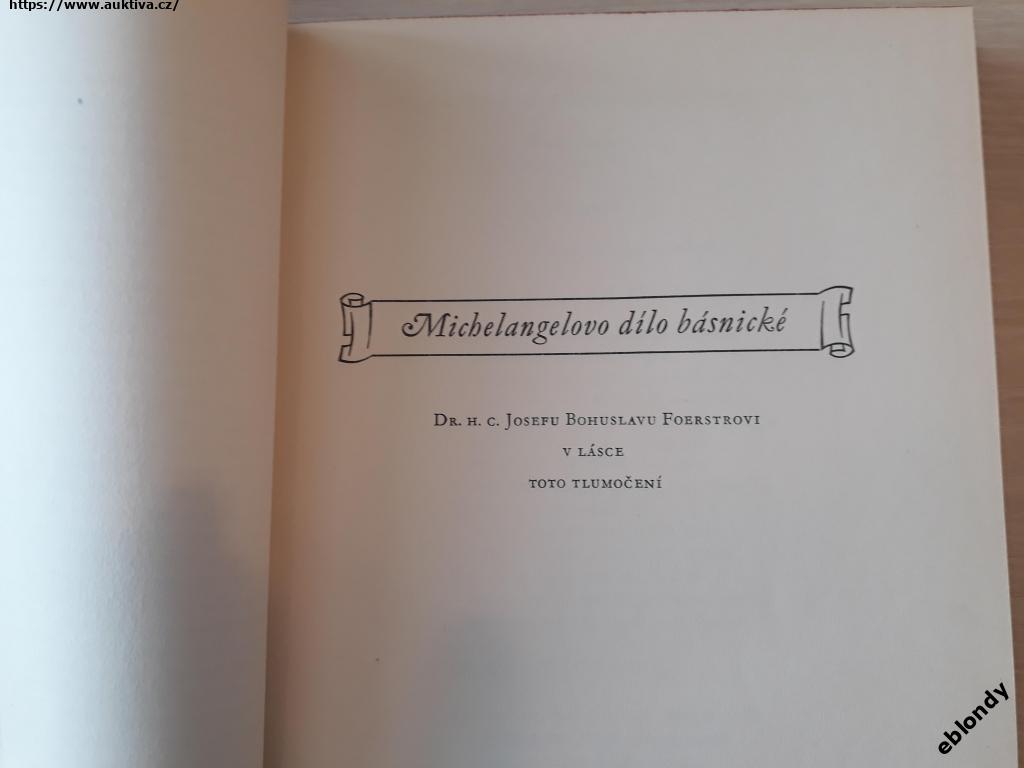 https://www.auktiva.cz/
Michelangelovo dílo básnické
Dr. h. c. Josefu Bohuslavu Foerstrovi
v lásce
toto tlumočení
eblondy